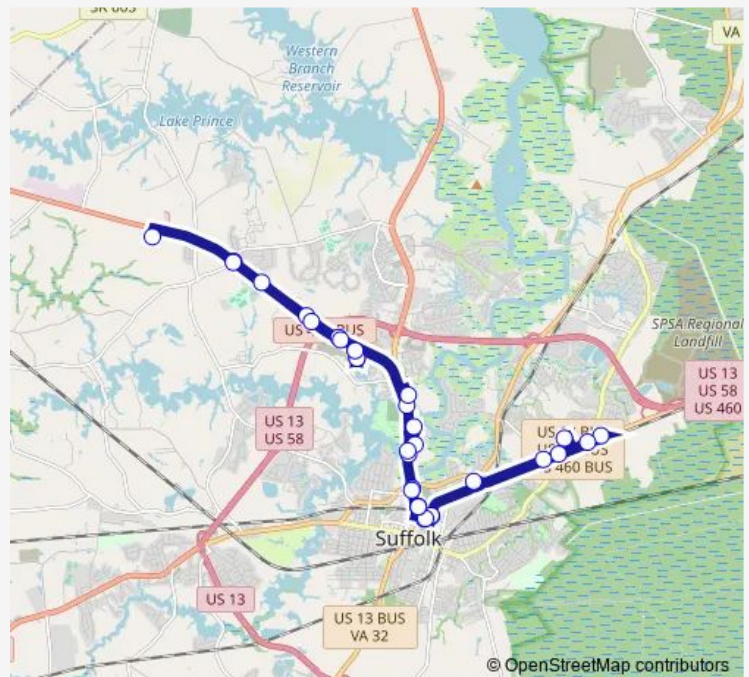 SR 603
VA
Western
Branch
Reservoir
Lake Prince
SPSA Regional
Landfill
US
BUS
US 13
US 58
US 460
US 13
US 58
BUS
460 BUS
Suffolk
US 13
US 13 BUS
VA 32
© OpenStreetMap contributors